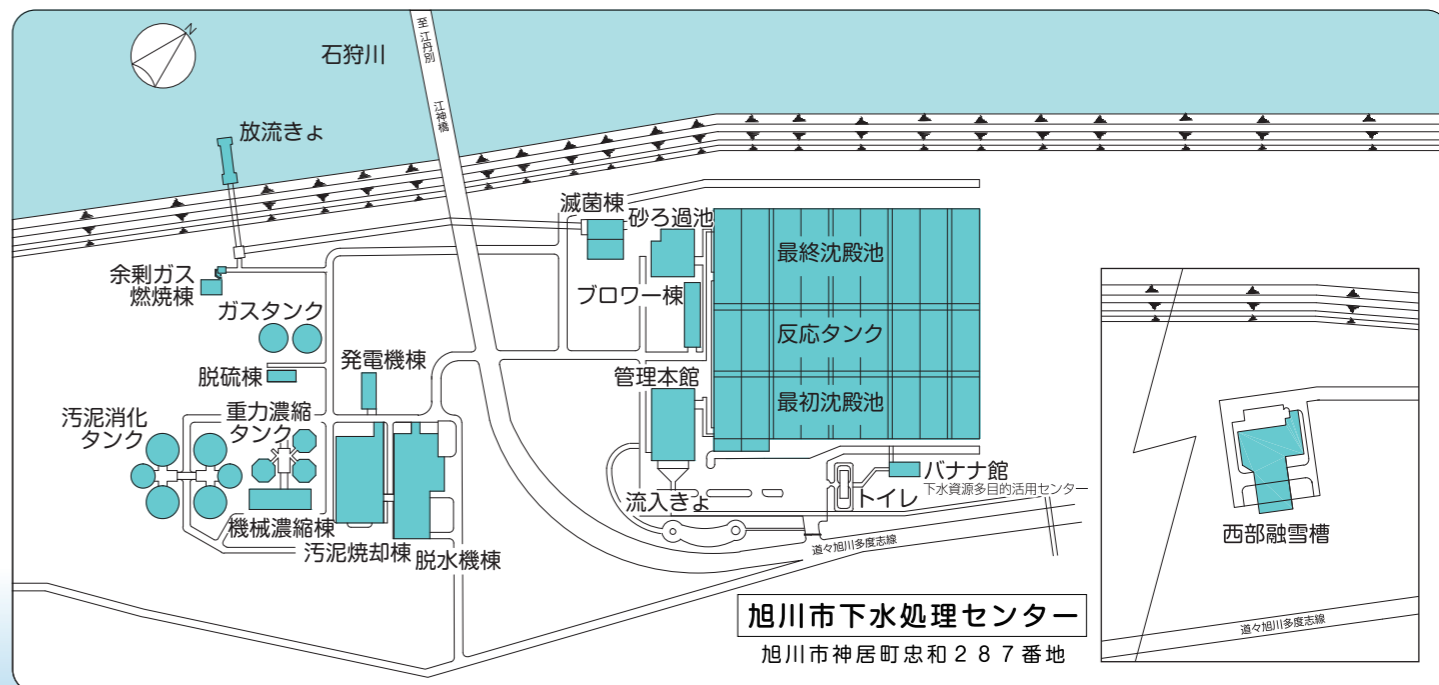 N
石狩川
至 江丹別
江神橋
放流きょ
滅菌棟
砂ろ過池
最終沈殿池
余剰ガス
燃焼棟
ブロワー棟
ガスタンク
反応タンク
発電機棟
脱硫棟
管理本館
最初沈殿池
汚泥消化
タンク
重力濃縮
タンク
バナナ館
下水資源多目的活用センター
流入きょ
トイレ
機械濃縮棟
汚泥焼却棟
脱水機棟
道々旭川多度志線
西部融雪槽
道々旭川多度志線
旭川市下水処理センター
旭川市神居町忠和287番地